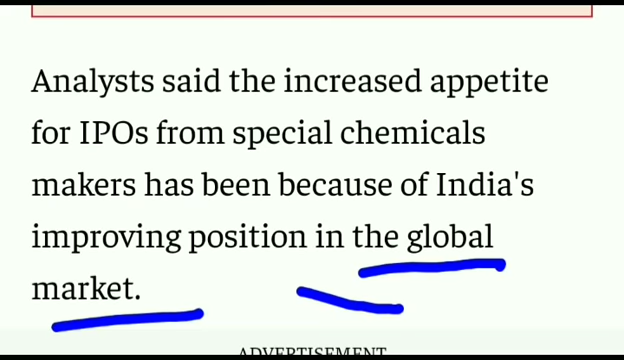 Analysts said the increased appetite
for IPOs from special chemicals
makers has been because of India's
improving position in the global
market.
ADVERTISEMENT